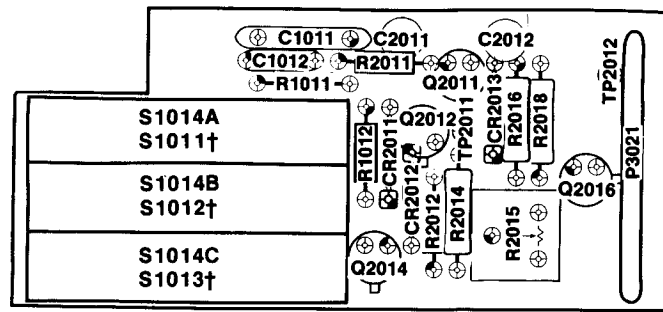 C1011
C2011
C2012
C1012
R2011
Q2011
TP2012
R1011
S1014A
S1011†
S1014B
S1012†
S1014C
S1013†
R1012
CR2011
Q2012
CR2012
R2012
TP2011
R2014
CR2013
R2016
R2018
Q2014
R2015
Q2016
P3021